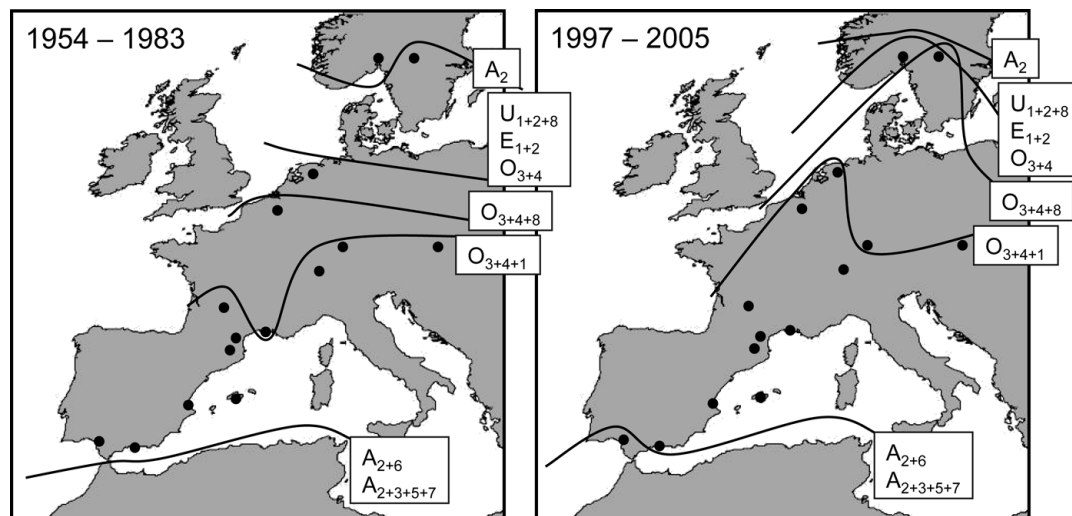 1954 – 1983
A₂
U₁₊₂₊₈
E₁₊₂
O₃₊₄
O₃₊₄₊₈
O₃₊₄₊₁
A₂₊₆
A₂₊₃₊₅₊₇
1997 – 2005
A₂
U₁₊₂₊₈
E₁₊₂
O₃₊₄
O₃₊₄₊₈
O₃₊₄₊₁
A₂₊₆
A₂₊₃₊₅₊₇